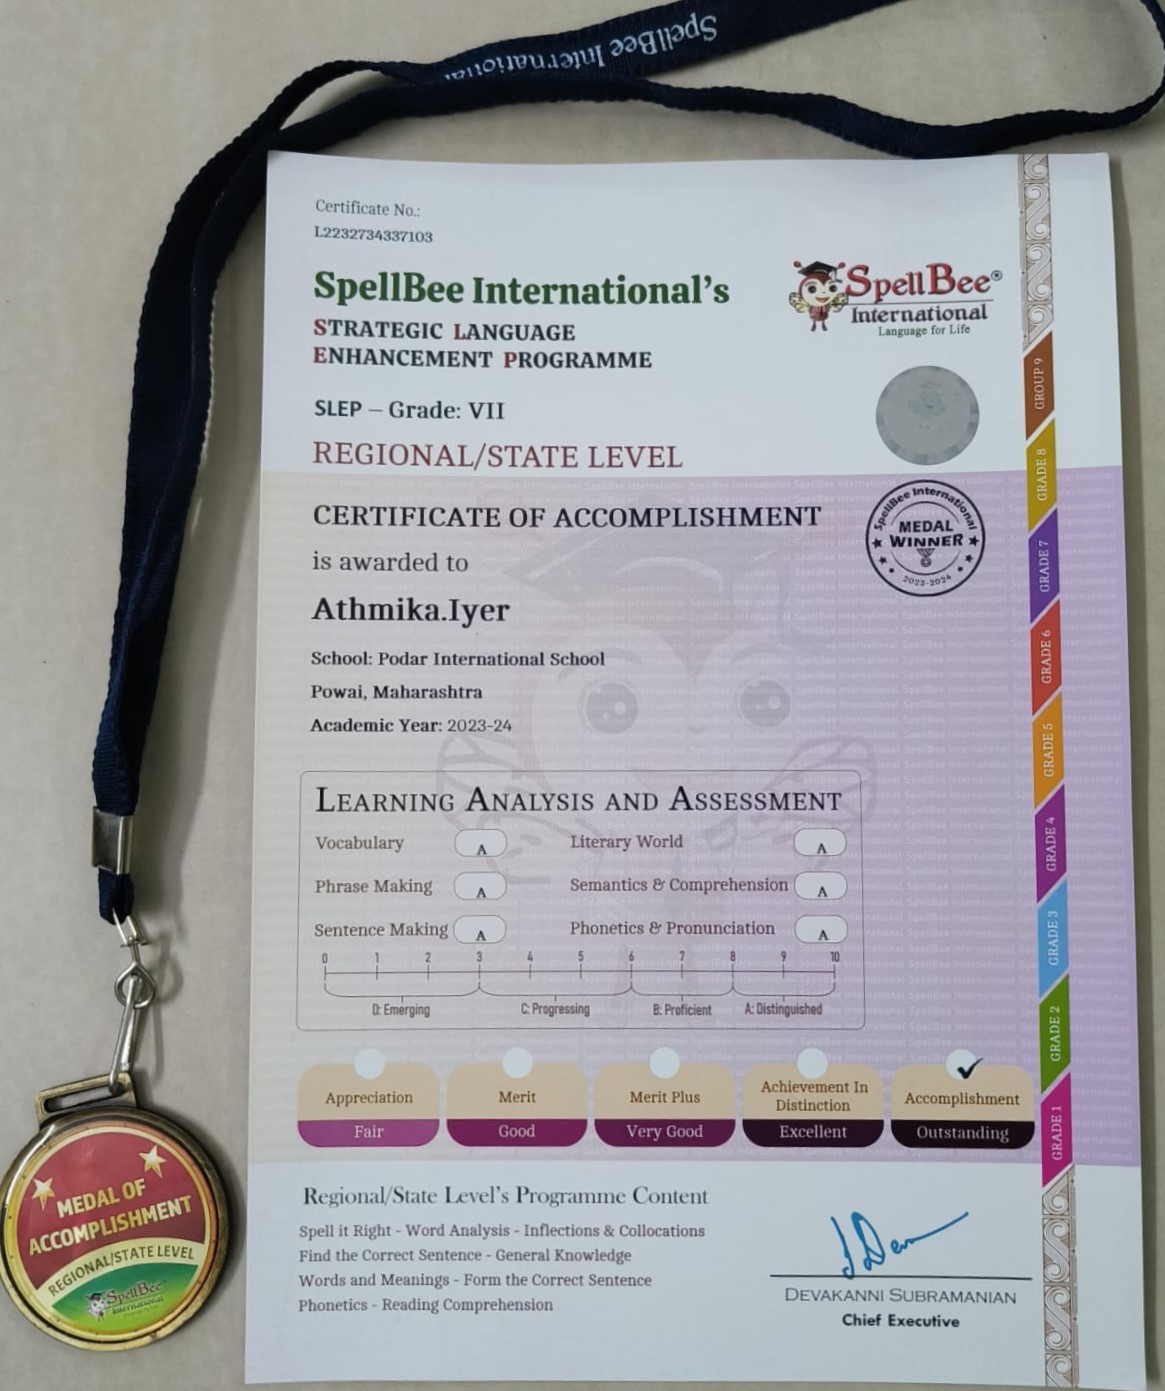 SpellBee International
Certificate No.:
L2232734337103
SpellBee International's
STRATEGIC LANGUAGE
ENHANCEMENT PROGRAMME
SpellBee®
International
Language for Life
SLEP – Grade: VII
REGIONAL/STATE LEVEL
CERTIFICATE OF ACCOMPLISHMENT
is awarded to
Athmika.Iyer
School: Podar International School
Powai, Maharashtra
Academic Year: 2023-24
SpellBee International
MEDAL
WINNER
2023-2024
LEARNING ANALYSIS AND ASSESSMENT
Vocabulary A Literary World A
Phrase Making A Semantics & Comprehension A
Sentence Making A Phonetics & Pronunciation A
0 1 2 3 4 5 6 7 8 9 10
D: Emerging C: Progressing B: Proficient A: Distinguished
Appreciation
Fair
Merit
Good
Merit Plus
Very Good
Achievement In
Distinction
Excellent
Accomplishment
Outstanding
Regional/State Level's Programme Content
Spell it Right - Word Analysis - Inflections & Collocations
Find the Correct Sentence - General Knowledge
Words and Meanings - Form the Correct Sentence
Phonetics - Reading Comprehension
DEVAKANNI SUBRAMANIAN
Chief Executive
GROUP 9
GRADE 8
GRADE 7
GRADE 6
GRADE 5
GRADE 4
GRADE 3
GRADE 2
GRADE 1
MEDAL OF
ACCOMPLISHMENT
REGIONAL/STATE LEVEL
SpellBee
International